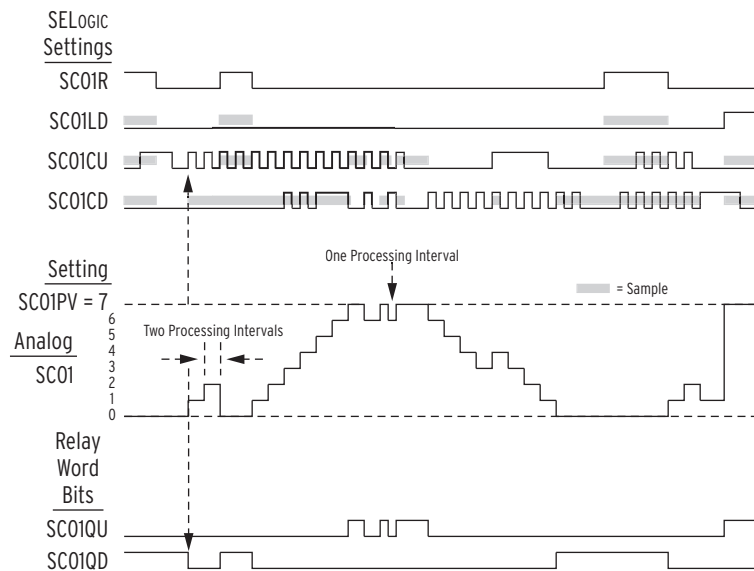 SELOGIC
Settings
SC01R
SC01LD
SC01CU
SC01CD
Setting
One Processing Interval
SC01PV = 7
= Sample
6
Two Processing Intervals
5
Analog
4
SC01
3
2
1
0
Relay
Word
Bits
SC01QU
SC01QD